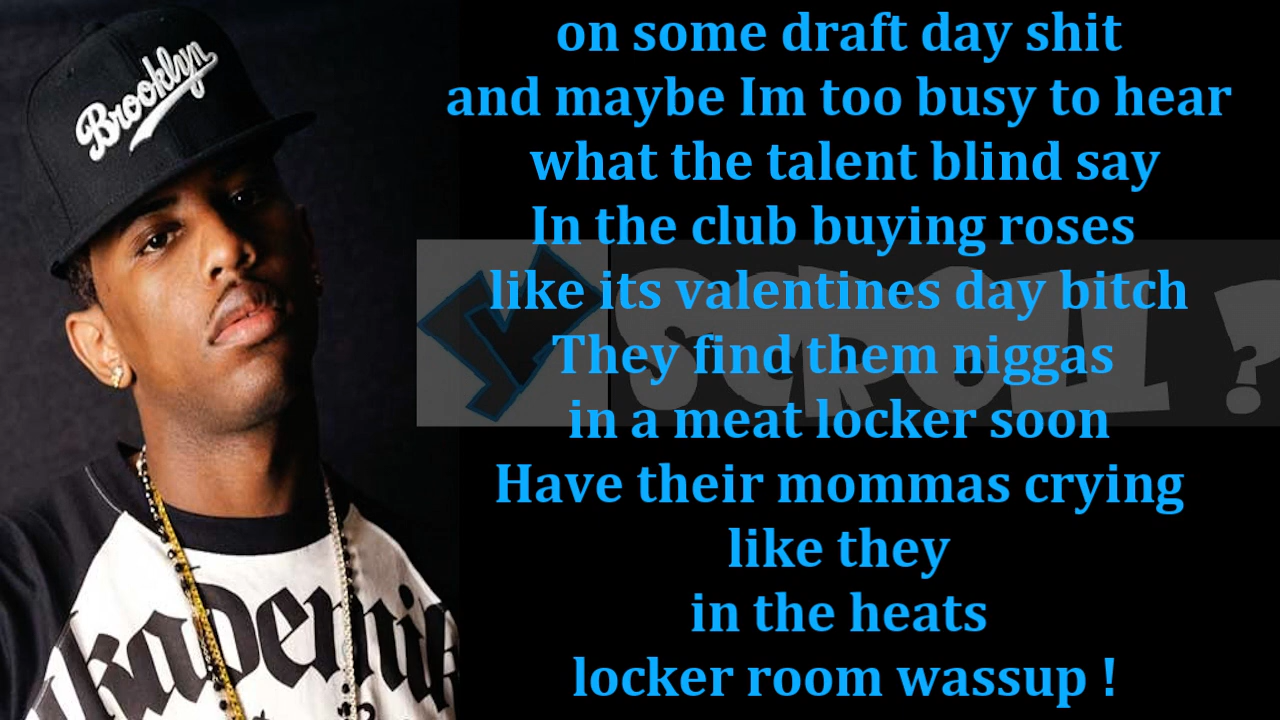 Brooklyn
on some draft day shit
and maybe Im too busy to hear
what the talent blind say
In the club buying roses
like its valentines day bitch
They find them niggas
in a meat locker soon
Have their mommas crying
like they
in the heats
locker room wassup !
SCROLL ?
akademik